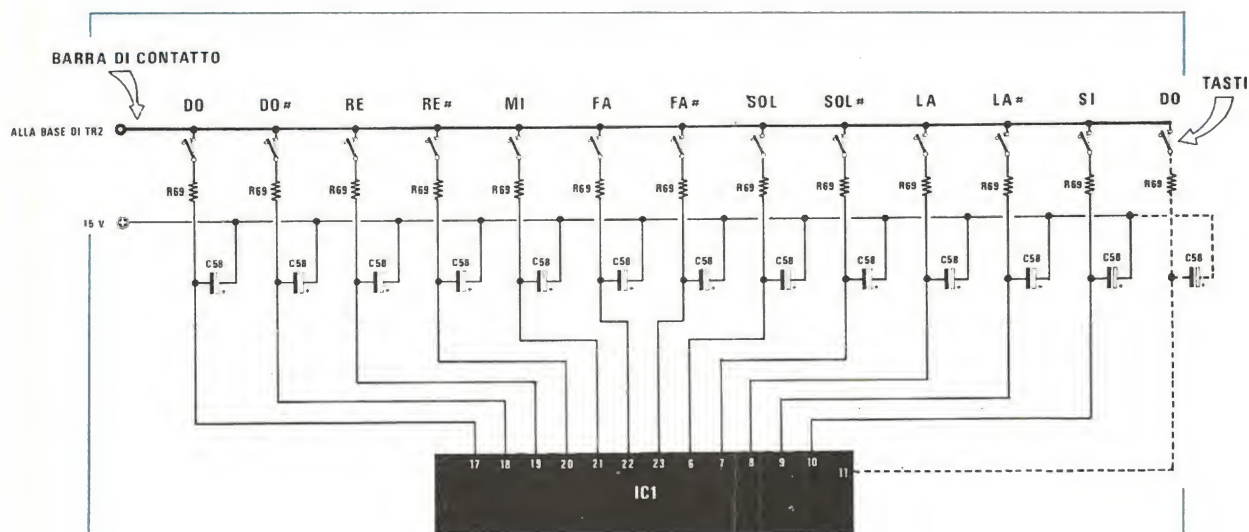 BARRA DI CONTATTO
DO DO# RE RE# MI FA FA# SOL SOL# LA LA# SI DO
TASTI
ALLA BASE DI TR2
R69 R69 R69 R69 R69 R69 R69 R69 R69 R69 R69 R69 R69
15 V.
C58 C58 C58 C58 C58 C58 C58 C58 C58 C58 C58 C58 C58
+ + + + + + + + + + + + +
17 18 19 20 21 22 23 6 7 8 9 10
11
IC1